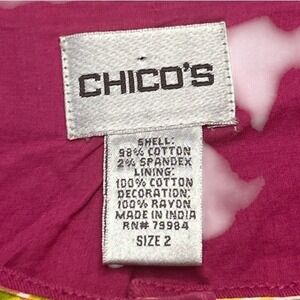 CHICO'S
SHELL:
98% COTTON
2% SPANDEX
LINING:
100% COTTON
DECORATION:
100% RAYON
MADE IN INDIA
RN# 79984
SIZE 2